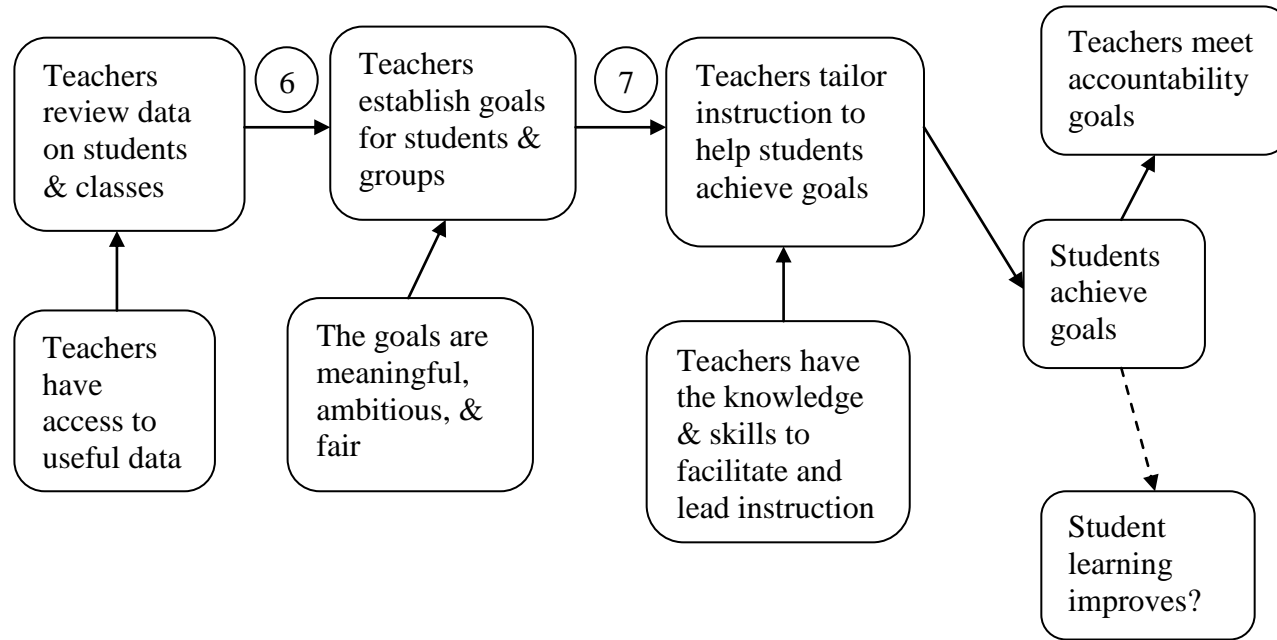 Teachers
review data
on students
& classes
6
Teachers
establish goals
for students &
groups
7
Teachers tailor
instruction to
help students
achieve goals
Teachers meet
accountability
goals
Students
achieve
goals
Teachers
have
access to
useful data
The goals are
meaningful,
ambitious, &
fair
Teachers have
the knowledge
& skills to
facilitate and
lead instruction
Student
learning
improves?